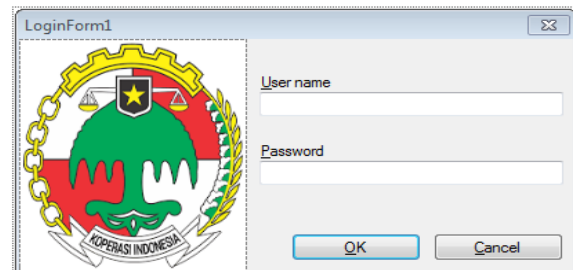 LoginForm1
User name
Password
KOPERASI INDONESIA
OK
Cancel